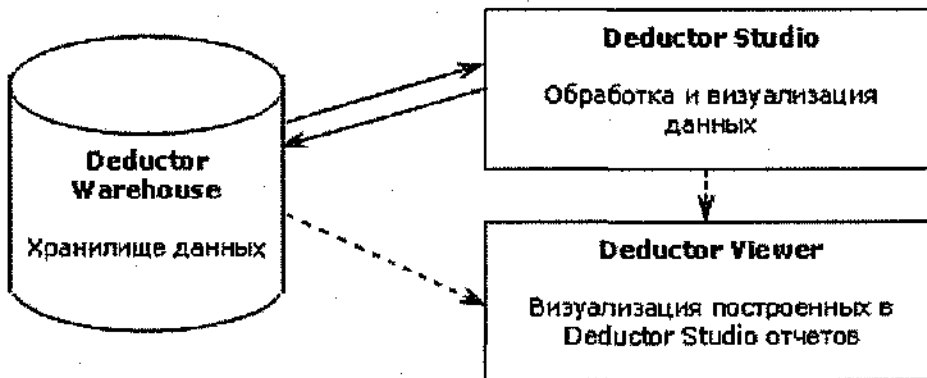 Deductor
Warehouse
Хранилище данных
Deductor Studio
Обработка и визуализация
данных
Deductor Viewer
Визуализация построенных в
Deductor Studio отчетов